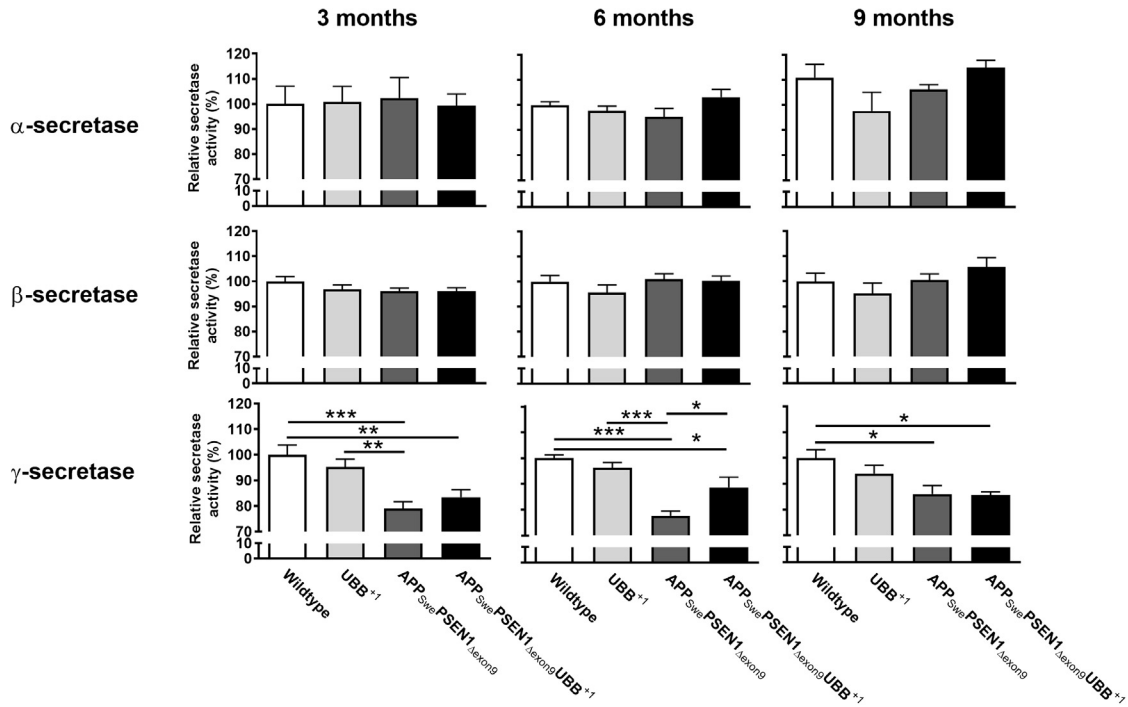 3 months
6 months
9 months
α-secretase
Relative secretase
activity (%)
120
110
100
90
80
70
10
0
β-secretase
Relative secretase
activity (%)
120
110
100
90
80
70
10
0
γ-secretase
Relative secretase
activity (%)
120
110
100
90
80
70
10
0
***
**
**
***
*
***
*
*
*
Wildtype
UBB+1
APPSwePSEN1Δexon9
APPSwePSEN1Δexon9UBB+1
Wildtype
UBB+1
APPSwePSEN1Δexon9
APPSwePSEN1Δexon9UBB+1
Wildtype
UBB+1
APPSwePSEN1Δexon9
APPSwePSEN1Δexon9UBB+1